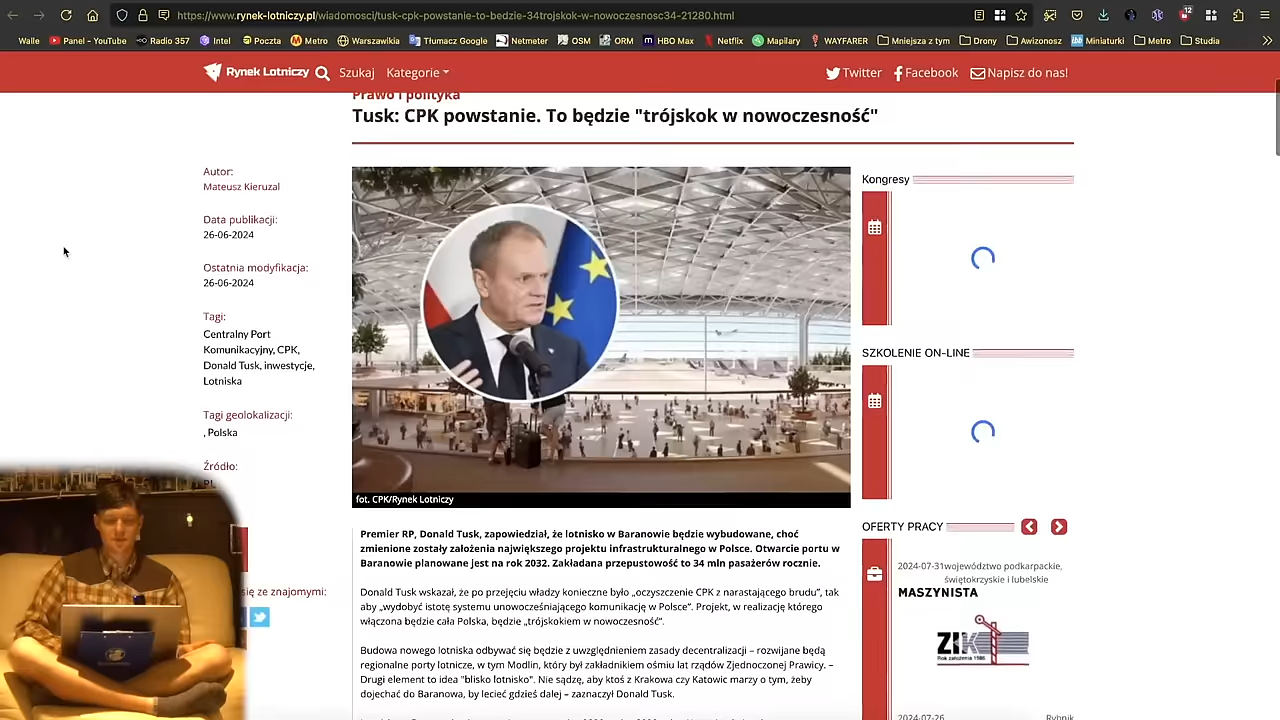 https://www.rynek-lotniczy.pl/wiadomosci/tusk-cpk-powstanie-to-bedzie-34trojskok-w-nowoczesnosc34-21280.html
12
Walle Panel - YouTube Radio 357 Intel Poczta Metro Warszawikia Tłumacz Google Netmeter OSM ORM HBO Max Netflix Mapilary WAYFARER Mniejsza z tym Drony Awizonosz Miniaturki Metro Studia
Rynek Lotniczy Szukaj Kategorie Twitter Facebook Napisz do nas!
Prawo i polityka
Tusk: CPK powstanie. To będzie "trójskok w nowoczesność"
Autor:
Mateusz Kieruzal
Data publikacji:
26-06-2024
Ostatnia modyfikacja:
26-06-2024
Tagi:
Centralny Port
Komunikacyjny, CPK,
Donald Tusk, inwestycje,
Lotniska
Tagi geolokalizacji:
, Polska
Źródło:
się ze znajomymi:
fot. CPK/Rynek Lotniczy
Premier RP, Donald Tusk, zapowiedział, że lotnisko w Baranowie będzie wybudowane, choć
zmienione zostały założenia największego projektu infrastrukturalnego w Polsce. Otwarcie portu w
Baranowie planowane jest na rok 2032. Zakładana przepustowość to 34 mln pasażerów rocznie.
Donald Tusk wskazał, że po przejęciu władzy konieczne było „oczyszczenie CPK z narastającego brudu”, tak
aby „wydobyć istotę systemu unowocześniającego komunikację w Polsce”. Projekt, w realizację którego
włączona będzie cała Polska, będzie „trójskokiem w nowoczesność”.
Budowa nowego lotniska odbywać się będzie z uwzględnieniem zasady decentralizacji – rozwijane będą
regionalne porty lotnicze, w tym Modlin, który był zakładnikiem ośmiu lat rządów Zjednoczonej Prawicy. –
Drugi element to idea "blisko lotnisko". Nie sądzę, aby ktoś z Krakowa czy Katowic marzy o tym, żeby
dojechać do Baranowa, by lecieć gdzieś dalej – zaznaczył Donald Tusk.
Kongresy
SZKOLENIE ON-LINE
OFERTY PRACY
2024-07-31 województwo podkarpackie,
świętokrzyskie i lubelskie
MASZYNISTA
ZIK
Rok założenia 1986
2024-07-26 Rybnik